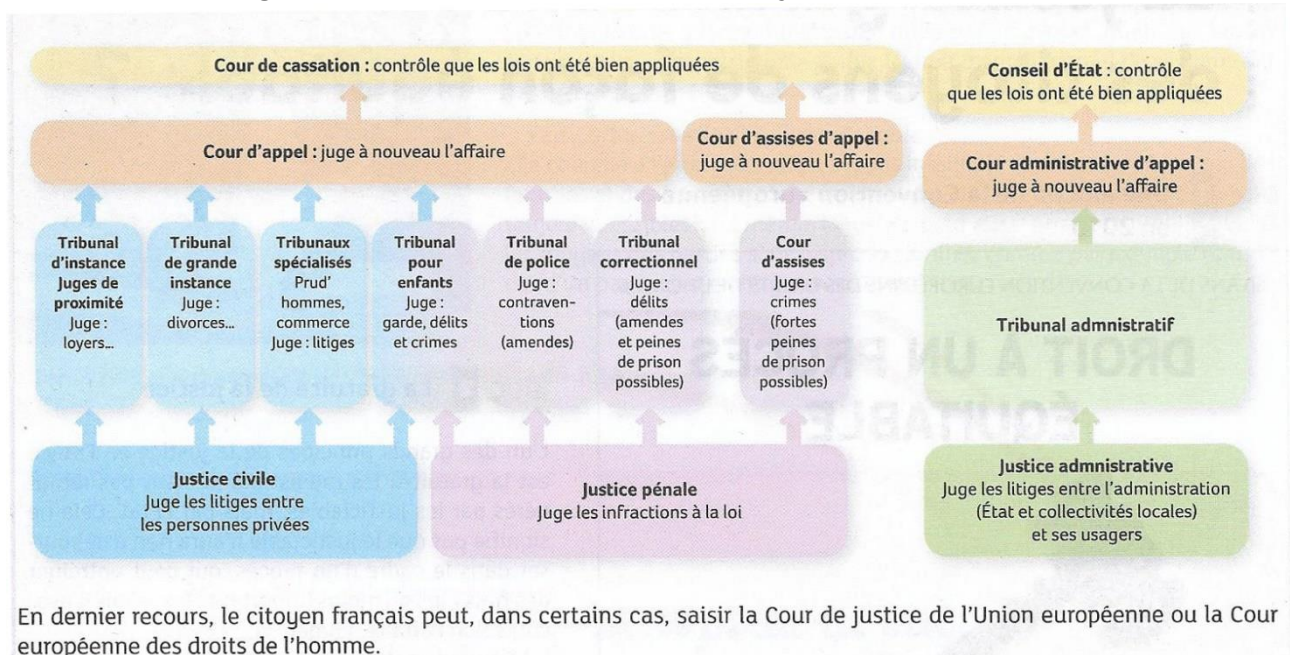 Cour de cassation : contrôle que les lois ont été bien appliquées
Conseil d'État : contrôle
que les lois ont été bien appliquées
Cour d'appel : juge à nouveau l'affaire
Cour d'assises d'appel :
juge à nouveau l'affaire
Cour administrative d'appel :
juge à nouveau l'affaire
Tribunal
d'instance
Juges de
proximité
Juge :
loyers...
Tribunal
de grande
instance
Juge :
divorces...
Tribunaux
spécialisés
Prud'
hommes,
commerce
Juge : litiges
Tribunal
pour
enfants
Juge :
garde, délits
et crimes
Tribunal
de police
Juge :
contraven-
tions
(amendes)
Tribunal
correctionnel
Juge :
délits
(amendes
et peines
de prison
possibles)
Cour
d'assises
Juge :
crimes
(fortes
peines
de prison
possibles)
Tribunal admnistratif
Justice civile
Juge les litiges entre
les personnes privées
Justice pénale
Juge les infractions à la loi
Justice admnistrative
Juge les litiges entre l'administration
(État et collectivités locales)
et ses usagers
En dernier recours, le citoyen français peut, dans certains cas, saisir la Cour de justice de l'Union européenne ou la Cour
européenne des droits de l'homme.